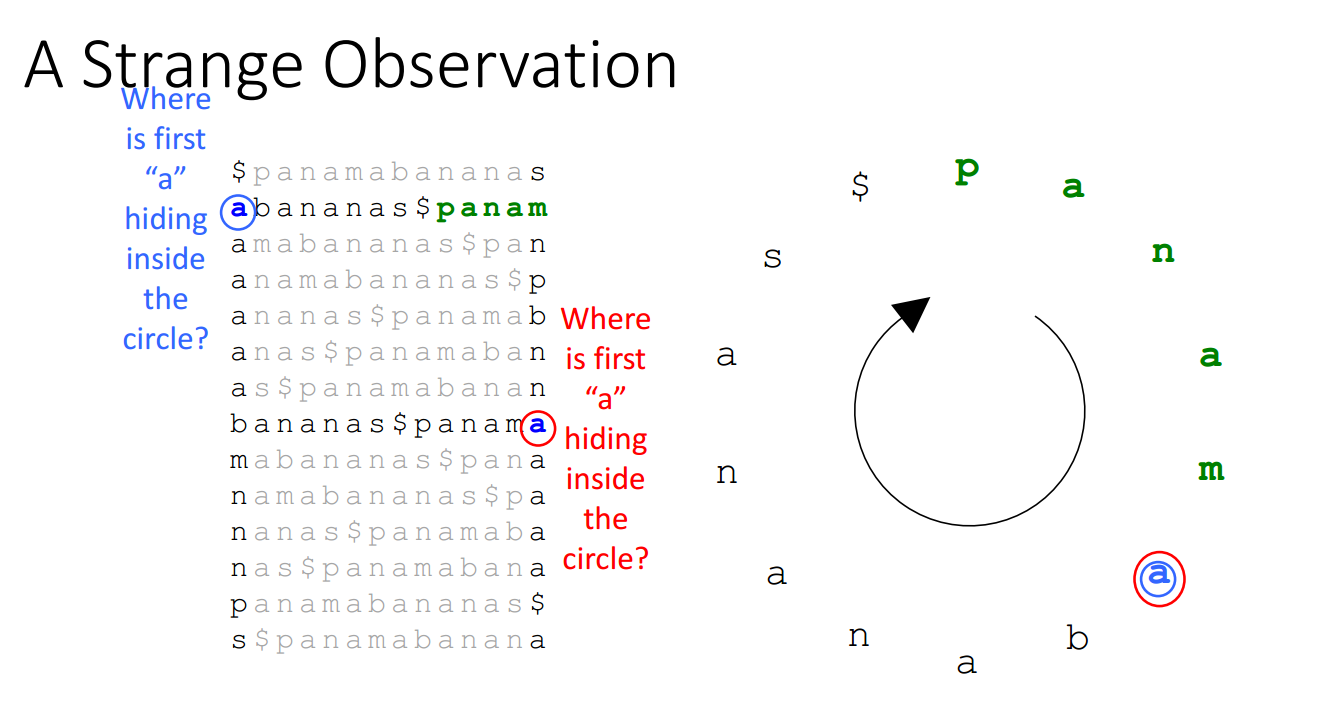 A Strange Observation
Where
is first
“a”
hiding
inside
the
circle?
$panamabananas
abananas$panam
amabananas$pan
anamabananas$p
ananas$panamab
anas$panamaban
as$panamabanan
bananas$panama
mabananas$pana
namabananas$pa
nanas$panamaba
nas$panamabana
panamabananas$
s$panamabanana
Where
is first
“a”
hiding
inside
the
circle?
p
a
n
a
m
a
b
a
n
a
n
a
s
$